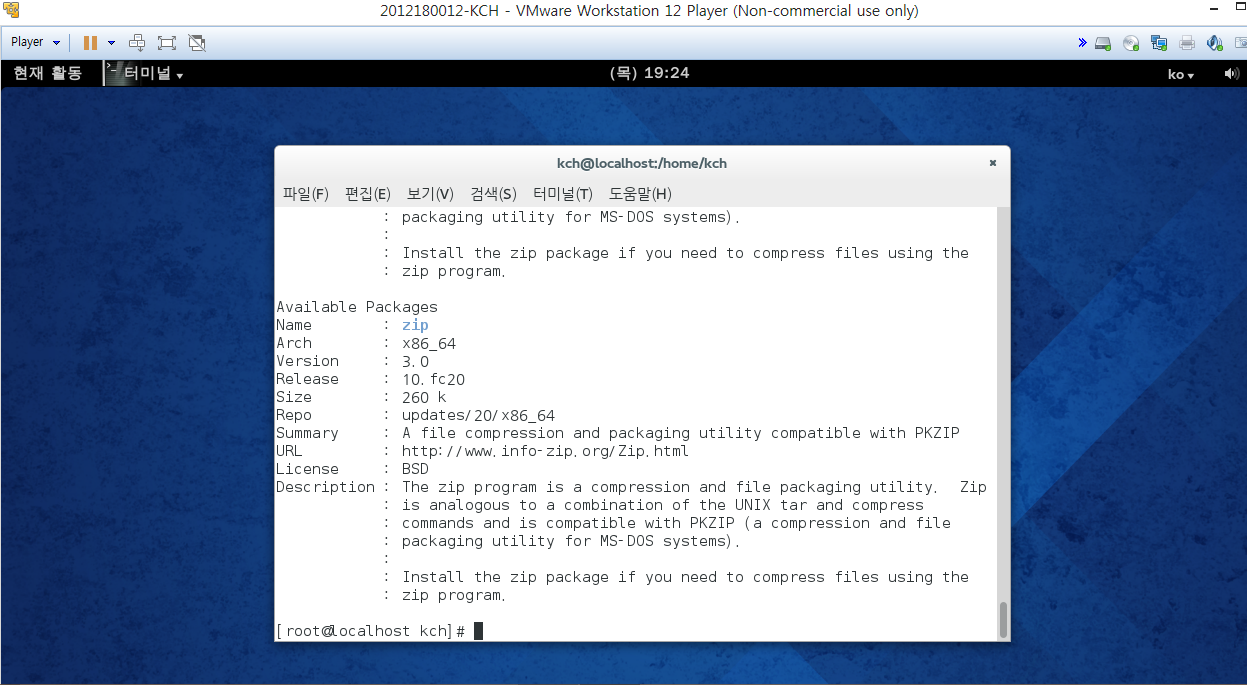 2012180012-KCH - VMware Workstation 12 Player (Non-commercial use only)
Player
현재 활동 터미널 (목) 19:24 ko
kch@localhost:/home/kch
파일(F) 편집(E) 보기(V) 검색(S) 터미널(T) 도움말(H)
: packaging utility for MS-DOS systems).
:
: Install the zip package if you need to compress files using the
: zip program.
Available Packages
Name : zip
Arch : x86_64
Version : 3.0
Release : 10.fc20
Size : 260 k
Repo : updates/20/x86_64
Summary : A file compression and packaging utility compatible with PKZIP
URL : http://www.info-zip.org/Zip.html
License : BSD
Description : The zip program is a compression and file packaging utility. Zip
: is analogous to a combination of the UNIX tar and compress
: commands and is compatible with PKZIP (a compression and file
: packaging utility for MS-DOS systems).
:
: Install the zip package if you need to compress files using the
: zip program.
[root@localhost kch]#